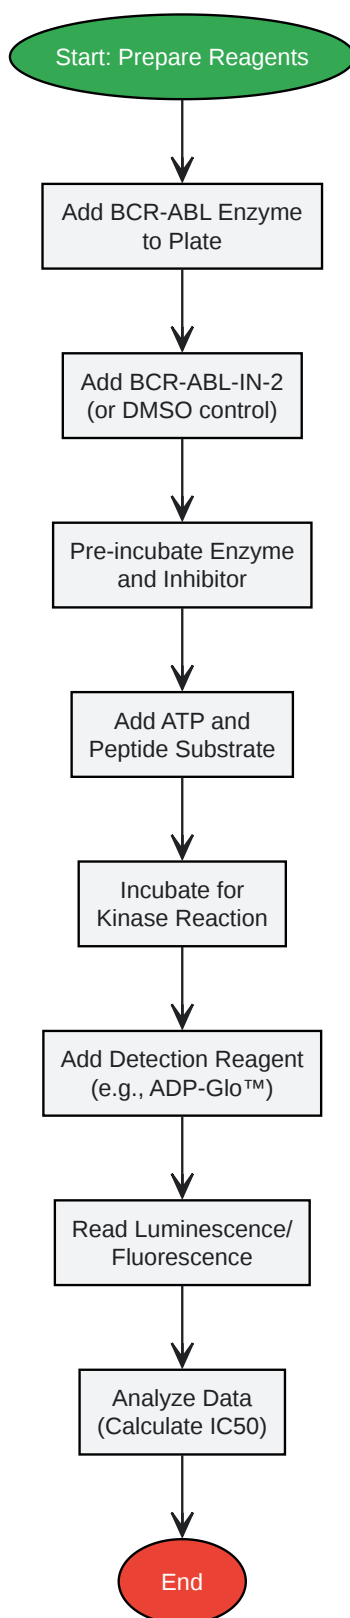 Start: Prepare Reagents
Add BCR-ABL Enzyme
to Plate
Add BCR-ABL-IN-2
(or DMSO control)
Pre-incubate Enzyme
and Inhibitor
Add ATP and
Peptide Substrate
Incubate for
Kinase Reaction
Add Detection Reagent
(e.g., ADP-Glo™)
Read Luminescence/
Fluorescence
Analyze Data
(Calculate IC50)
End